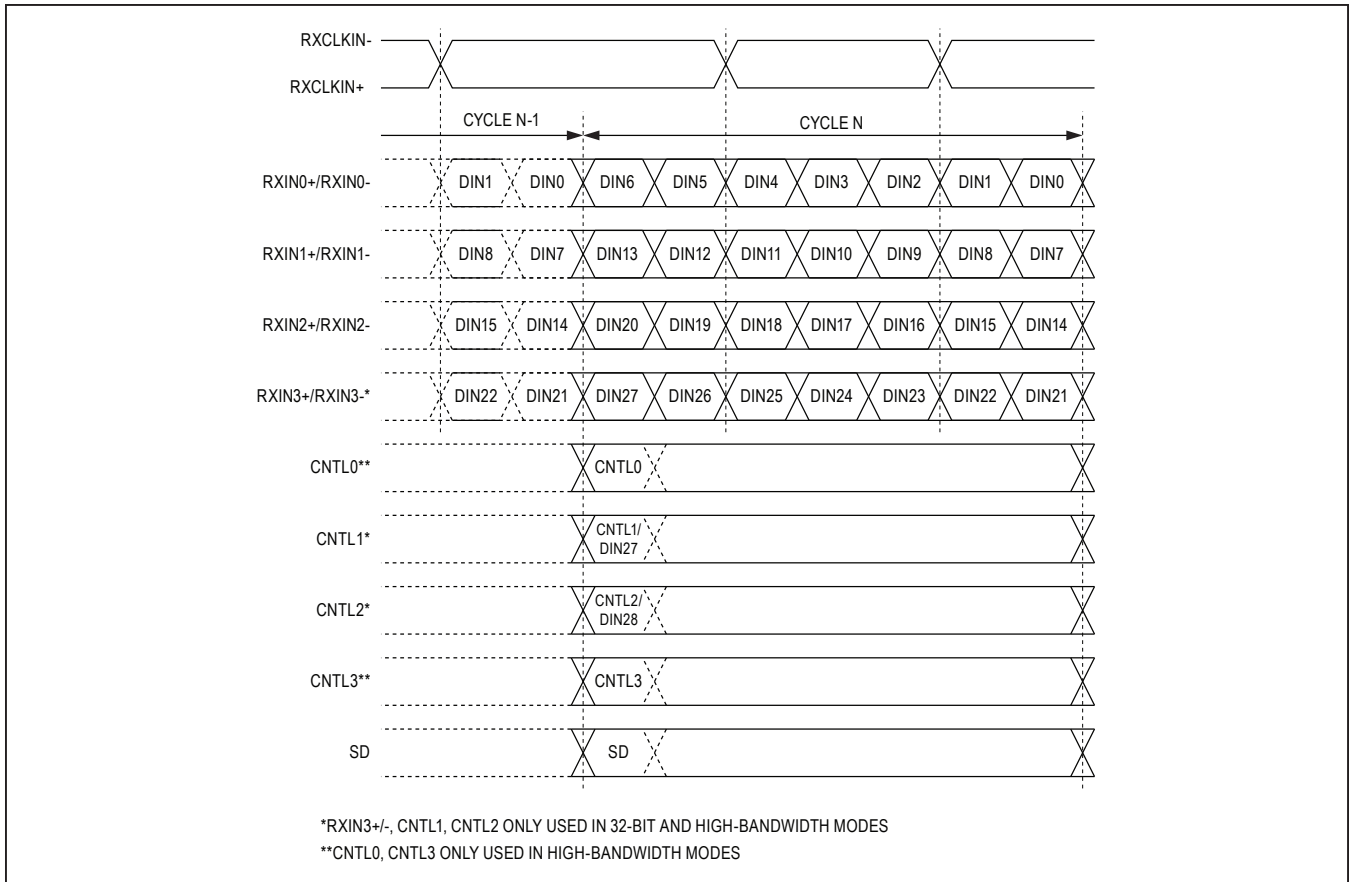 RXCLKIN-
RXCLKIN+
CYCLE N-1 CYCLE N
RXIN0+/RXIN0- DIN1 DIN0 DIN6 DIN5 DIN4 DIN3 DIN2 DIN1 DIN0
RXIN1+/RXIN1- DIN8 DIN7 DIN13 DIN12 DIN11 DIN10 DIN9 DIN8 DIN7
RXIN2+/RXIN2- DIN15 DIN14 DIN20 DIN19 DIN18 DIN17 DIN16 DIN15 DIN14
RXIN3+/RXIN3-* DIN22 DIN21 DIN27 DIN26 DIN25 DIN24 DIN23 DIN22 DIN21
CNTL0** CNTL0
CNTL1* CNTL1/
DIN27
CNTL2* CNTL2/
DIN28
CNTL3** CNTL3
SD SD
*RXIN3+/-, CNTL1, CNTL2 ONLY USED IN 32-BIT AND HIGH-BANDWIDTH MODES
**CNTL0, CNTL3 ONLY USED IN HIGH-BANDWIDTH MODES